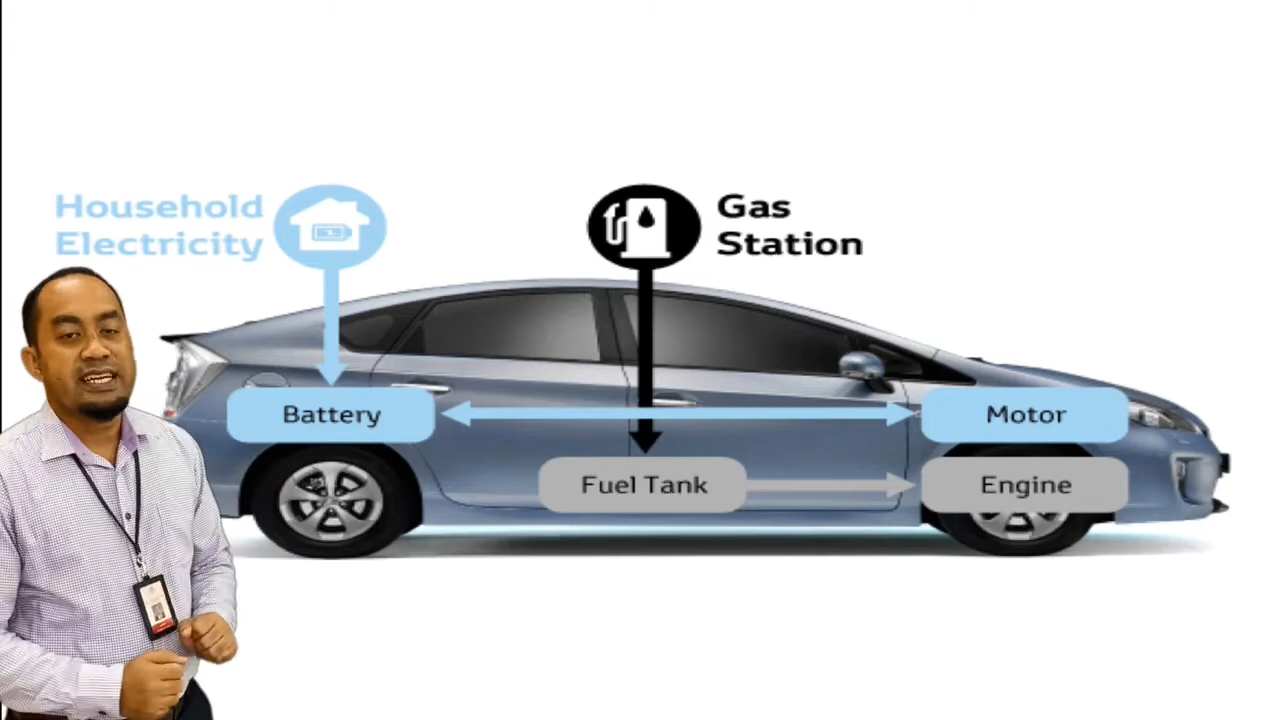 Household
Electricity
Gas
Station
Battery
Motor
Fuel Tank
Engine